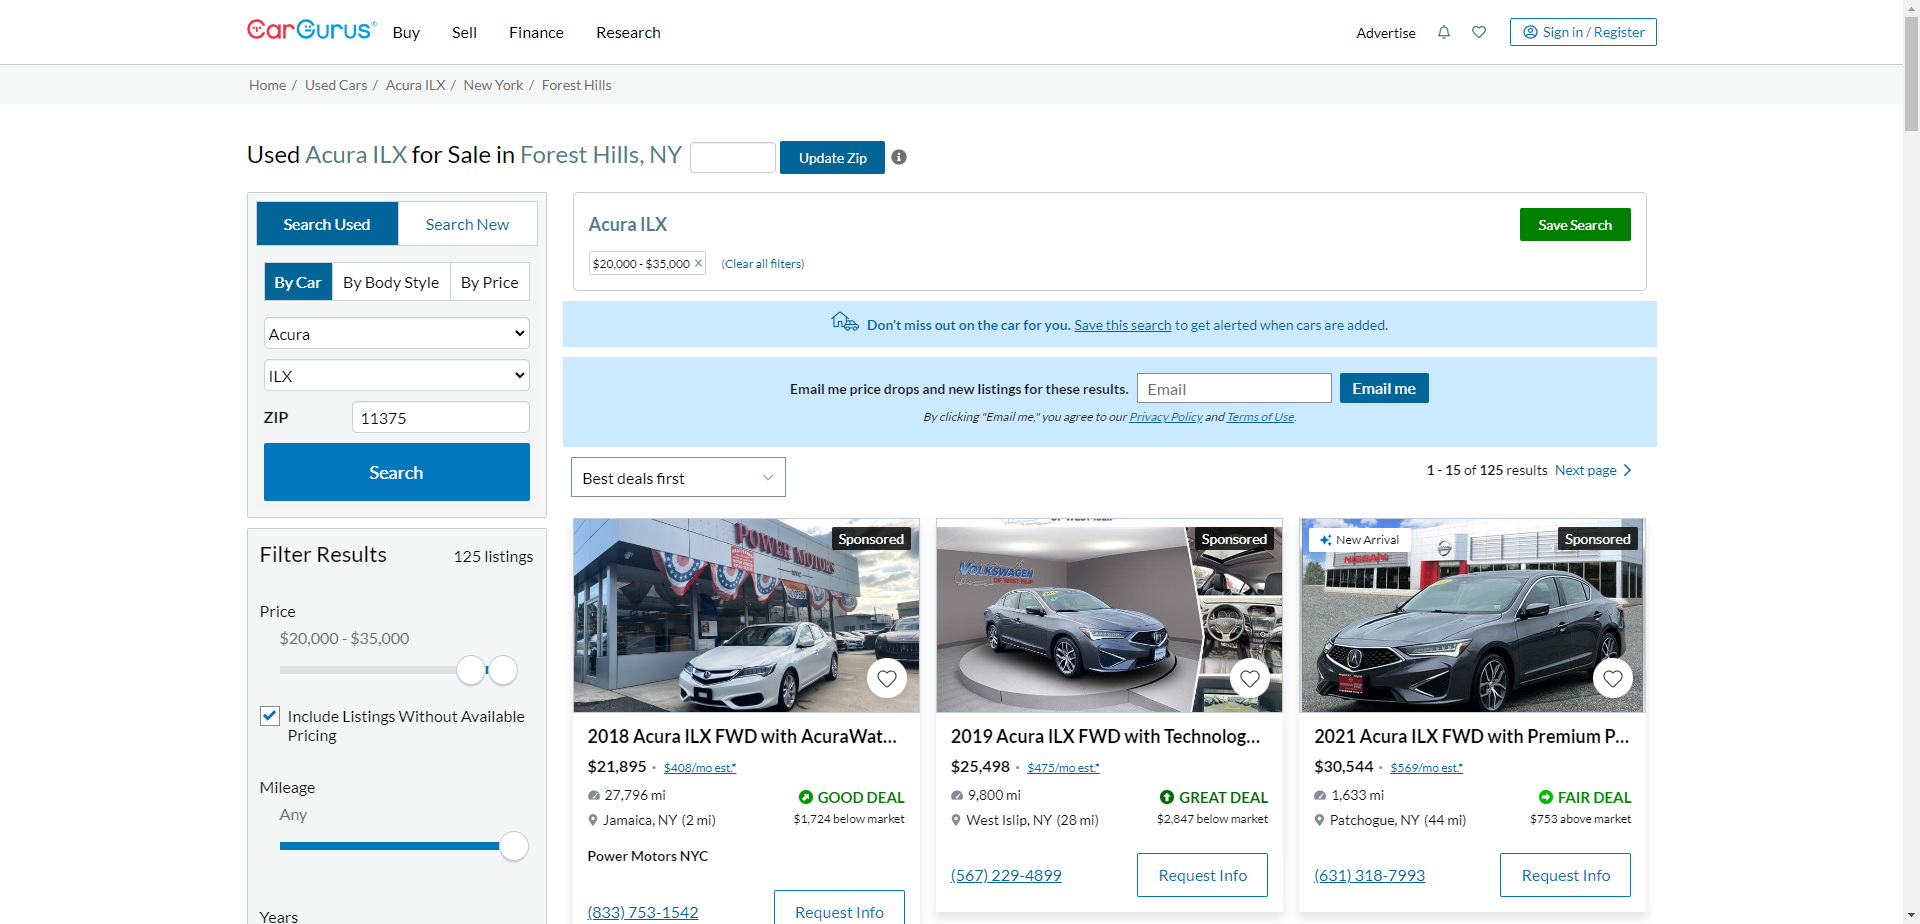 CarGurus®
Buy
Sell
Finance
Research
Advertise
Sign in / Register
Home / Used Cars / Acura ILX / New York / Forest Hills
Used Acura ILX for Sale in Forest Hills, NY
Update Zip
Search Used
Search New
By Car
By Body Style
By Price
Acura
ILX
ZIP
11375
Search
Filter Results
125 listings
Price
$20,000 - $35,000
Include Listings Without Available
Pricing
Mileage
Any
Years
Acura ILX
Save Search
$20,000 - $35,000 ×
(Clear all filters)
Don't miss out on the car for you. Save this search to get alerted when cars are added.
Email me price drops and new listings for these results.
Email
Email me
By clicking "Email me," you agree to our Privacy Policy and Terms of Use.
Best deals first
1 - 15 of 125 results
Next page
POWER MOTORS
Sponsored
2018 Acura ILX FWD with AcuraWat...
$21,895 · $408/mo est.*
27,796 mi
GOOD DEAL
Jamaica, NY (2 mi)
$1,724 below market
Power Motors NYC
(833) 753-1542
Request Info
OF WEST ISLIP
VOLKSWAGEN
OF WEST ISLIP
Sponsored
2019 Acura ILX FWD with Technolog...
$25,498 · $475/mo est.*
9,800 mi
GREAT DEAL
West Islip, NY (28 mi)
$2,847 below market
(567) 229-4899
Request Info
New Arrival
Sponsored
NISSAN
2021 Acura ILX FWD with Premium P...
$30,544 · $569/mo est.*
1,633 mi
FAIR DEAL
Patchogue, NY (44 mi)
$753 above market
(631) 318-7993
Request Info